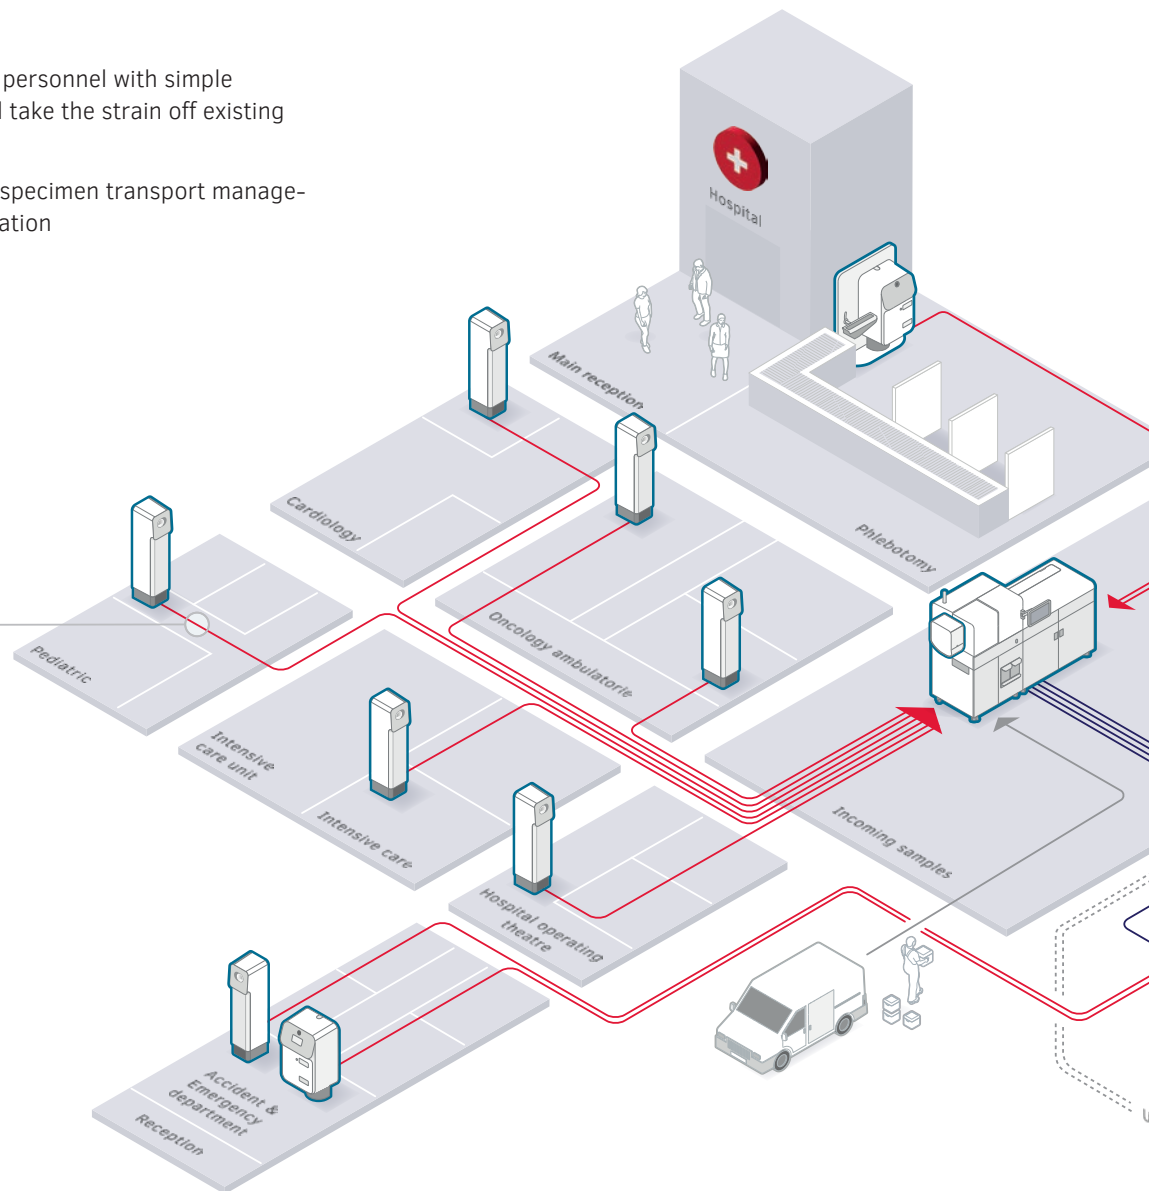 personnel with simple
take the strain off existing
specimen transport manage-
ation
Hospital
Main reception
Cardiology
Phlebotomy
Pediatric
Oncology ambulatorie
Intensive
care unit
Intensive care
Incoming samples
Hospital operating
theatre
Accident &
Emergency
department
Reception